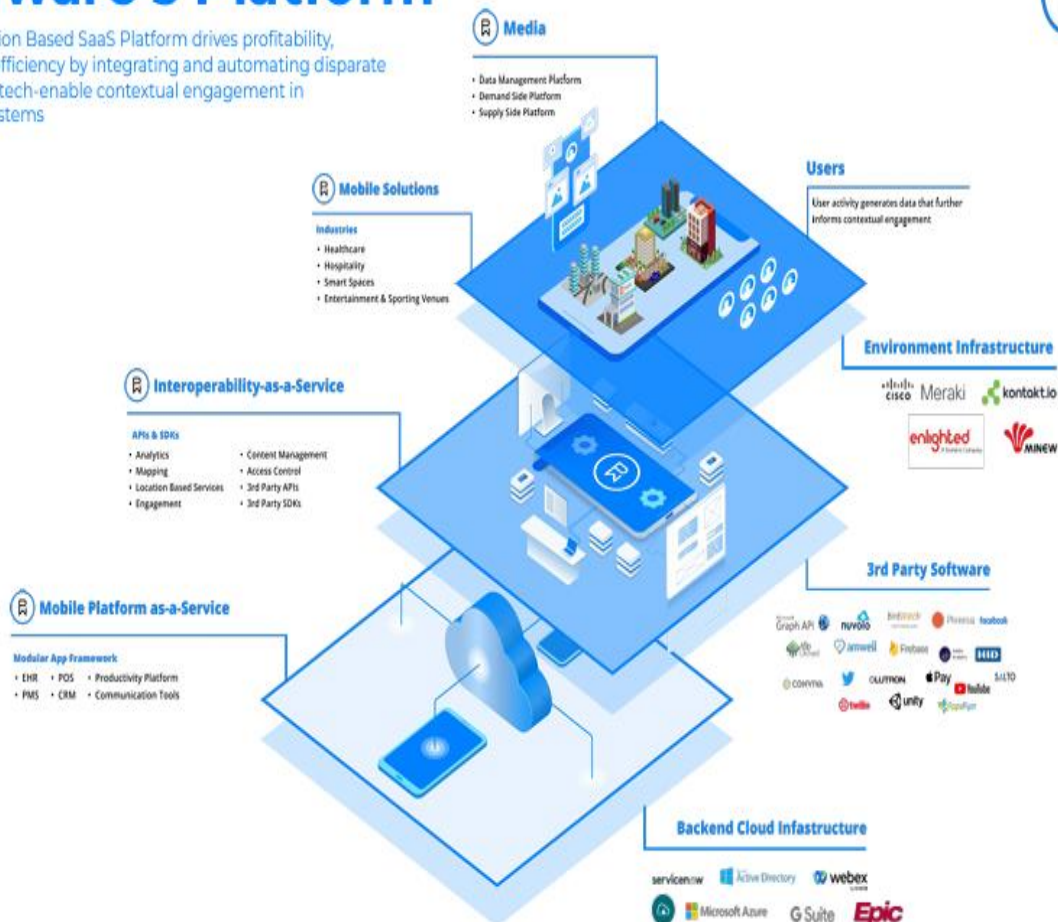 ware's Platform
ion Based SaaS Platform drives profitability,
fficiency by integrating and automating disparate
tech-enable contextual engagement in
stems
Media
• Data Management Platform
• Demand Side Platform
• Supply Side Platform
Users
User activity generates data that further
informs contextual engagement
Mobile Solutions
Industries
• Healthcare
• Hospitality
• Smart Spaces
• Entertainment & Sporting Venues
Environment Infrastructure
cisco Meraki
kontakt.io
enlighted
MINEW
Interoperability-as-a-Service
APIs & SDKs
• Analytics
• Mapping
• Location Based Services
• Engagement
• Content Management
• Access Control
• 3rd Party APIs
• 3rd Party SDKs
3rd Party Software
Graph API
nuvolo
facebook
amwell
Firebase
HID
Pay
YouTube
SALTO
twilio
unity
Mobile Platform as-a-Service
Modular App Framework
• EHR • POS • Productivity Platform
• PMS • CRM • Communication Tools
Backend Cloud Infastructure
servicenow
Active Directory
webex
Microsoft Azure
G Suite
Epic